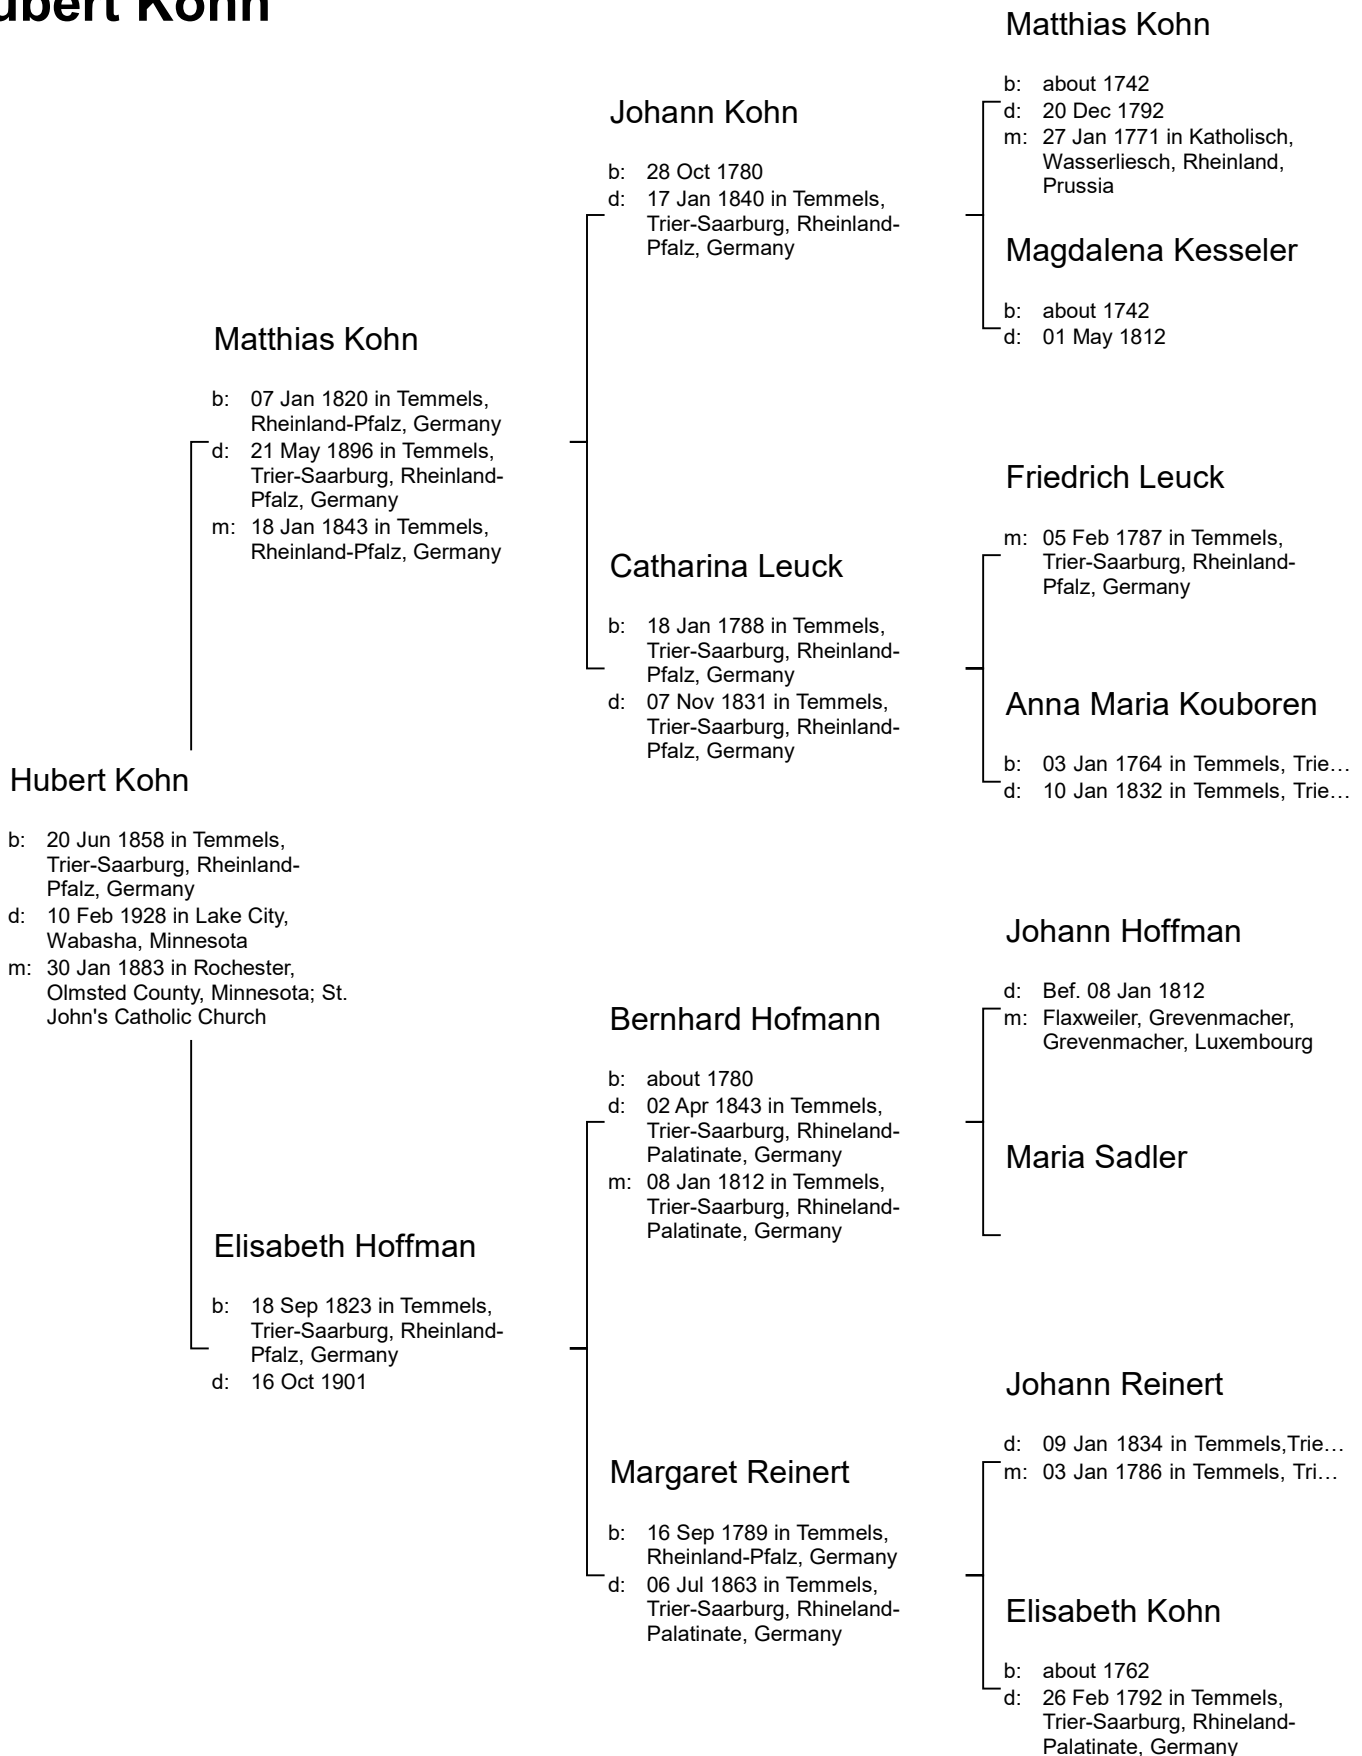 Kohn
Matthias Kohn
b: about 1742
d: 20 Dec 1792
m: 27 Jan 1771 in Katholisch,
Wasserliesch, Rheinland,
Prussia
Johann Kohn
b: 28 Oct 1780
d: 17 Jan 1840 in Temmels,
Trier-Saarburg, Rheinland-
Pfalz, Germany
Magdalena Kesseler
b: about 1742
d: 01 May 1812
Matthias Kohn
b: 07 Jan 1820 in Temmels,
Rheinland-Pfalz, Germany
d: 21 May 1896 in Temmels,
Trier-Saarburg, Rheinland-
Pfalz, Germany
m: 18 Jan 1843 in Temmels,
Rheinland-Pfalz, Germany
Friedrich Leuck
m: 05 Feb 1787 in Temmels,
Trier-Saarburg, Rheinland-
Pfalz, Germany
Catharina Leuck
b: 18 Jan 1788 in Temmels,
Trier-Saarburg, Rheinland-
Pfalz, Germany
d: 07 Nov 1831 in Temmels,
Trier-Saarburg, Rheinland-
Pfalz, Germany
Anna Maria Kouboren
b: 03 Jan 1764 in Temmels, Trie…
d: 10 Jan 1832 in Temmels, Trie…
Hubert Kohn
b: 20 Jun 1858 in Temmels,
Trier-Saarburg, Rheinland-
Pfalz, Germany
d: 10 Feb 1928 in Lake City,
Wabasha, Minnesota
m: 30 Jan 1883 in Rochester,
Olmsted County, Minnesota; St.
John's Catholic Church
Johann Hoffman
d: Bef. 08 Jan 1812
m: Flaxweiler, Grevenmacher,
Grevenmacher, Luxembourg
Bernhard Hofmann
b: about 1780
d: 02 Apr 1843 in Temmels,
Trier-Saarburg, Rhineland-
Palatinate, Germany
m: 08 Jan 1812 in Temmels,
Trier-Saarburg, Rhineland-
Palatinate, Germany
Maria Sadler
Elisabeth Hoffman
b: 18 Sep 1823 in Temmels,
Trier-Saarburg, Rheinland-
Pfalz, Germany
d: 16 Oct 1901
Johann Reinert
d: 09 Jan 1834 in Temmels,Trie…
m: 03 Jan 1786 in Temmels, Tri…
Margaret Reinert
b: 16 Sep 1789 in Temmels,
Rheinland-Pfalz, Germany
d: 06 Jul 1863 in Temmels,
Trier-Saarburg, Rhineland-
Palatinate, Germany
Elisabeth Kohn
b: about 1762
d: 26 Feb 1792 in Temmels,
Trier-Saarburg, Rhineland-
Palatinate, Germany